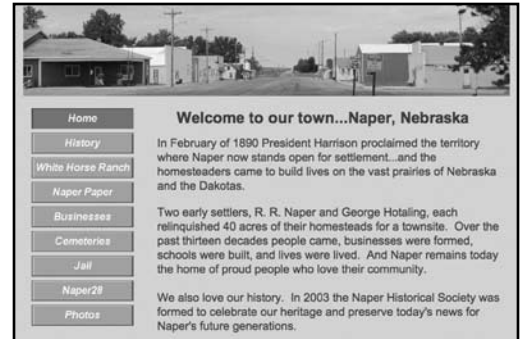 Welcome to our town...Naper, Nebraska
Home
History
White Horse Ranch
Naper Paper
Businesses
Cemeteries
Jail
Naper28
Photos
In February of 1890 President Harrison proclaimed the territory
where Naper now stands open for settlement...and the
homesteaders came to build lives on the vast prairies of Nebraska
and the Dakotas.
Two early settlers, R. R. Naper and George Hotaling, each
relinquished 40 acres of their homesteads for a townsite. Over the
past thirteen decades people came, businesses were formed,
schools were built, and lives were lived. And Naper remains today
the home of proud people who love their community.
We also love our history. In 2003 the Naper Historical Society was
formed to celebrate our heritage and preserve today's news for
Naper's future generations.